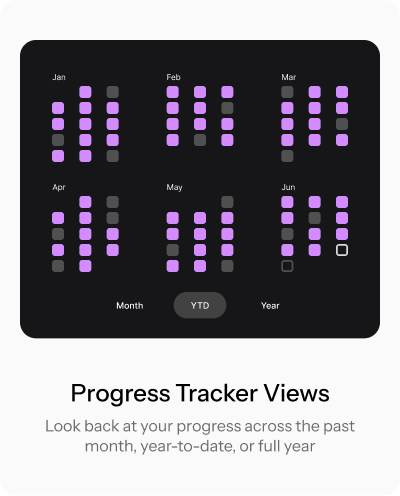 Jan Feb Mar
Apr May Jun
Month YTD Year
Progress Tracker Views
Look back at your progress across the past
month, year-to-date, or full year